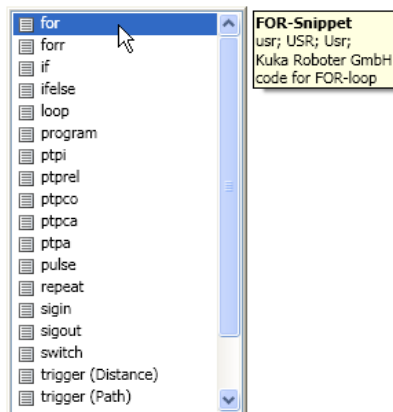 for
forr
if
ifelse
loop
program
ptpi
ptprel
ptpco
ptpca
ptpa
pulse
repeat
sigin
sigout
switch
trigger (Distance)
trigger (Path)
FOR-Snippet
usr; USR; Usr;
Kuka Roboter GmbH
code for FOR-loop